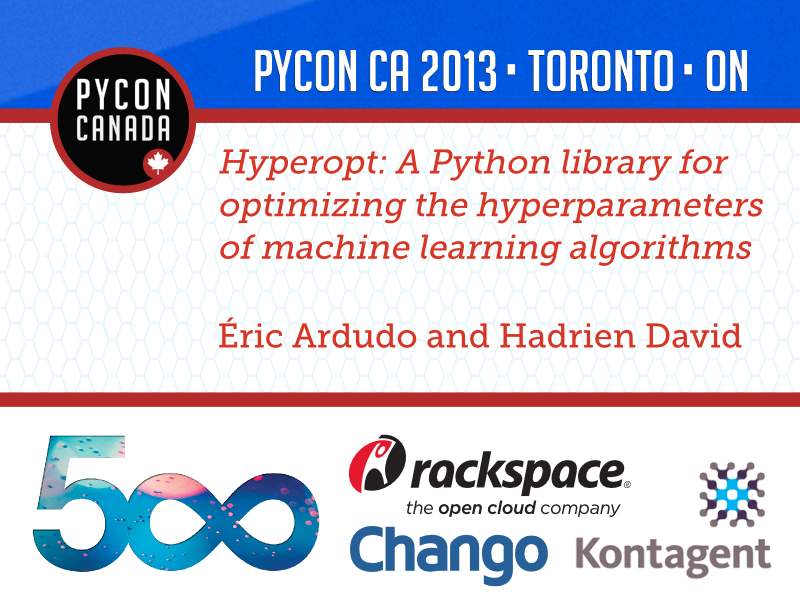 PYCON CA 2013 · TORONTO · ON
PYCON
CANADA
Hyperopt: A Python library for
optimizing the hyperparameters
of machine learning algorithms
Éric Ardudo and Hadrien David
500
rackspace®
the open cloud company
Chango
Kontagent